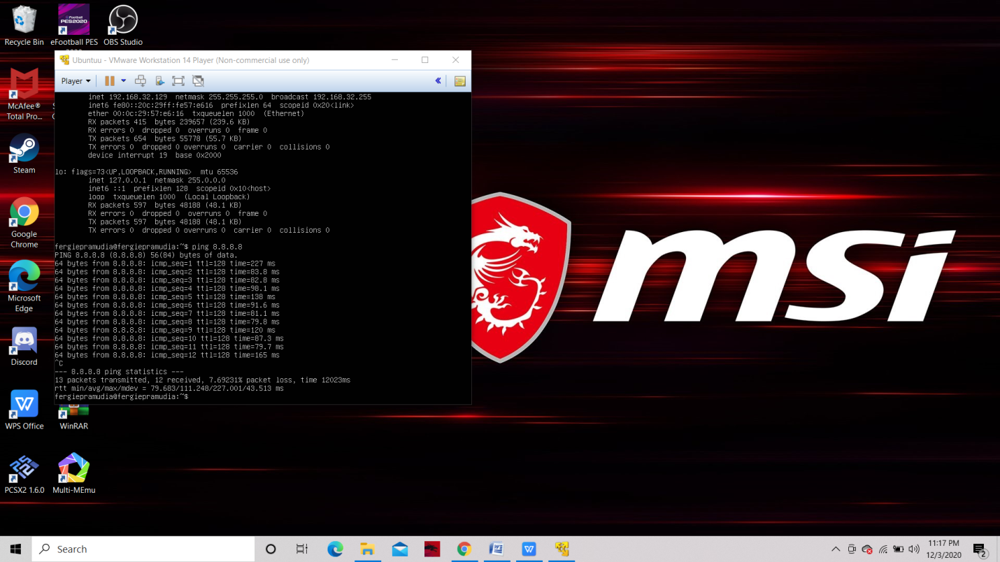 Recycle Bin
eFootball PES
OBS Studio
McAfee®
Total Pro...
Steam
Google
Chrome
Microsoft
Edge
Discord
WPS Office
WinRAR
PCSX2 1.6.0
Multi-MEmu
Ubuntuu - VMware Workstation 14 Player (Non-commercial use only)
Player
inet 192.168.32.129 netmask 255.255.255.0 broadcast 192.168.32.255
inet6 fe80::20c:29ff:fe57:e616 prefixlen 64 scopeid 0x20<link>
ether 00:0c:29:57:e6:16 txqueuelen 1000 (Ethernet)
RX packets 415 bytes 239657 (239.6 KB)
RX errors 0 dropped 0 overruns 0 frame 0
TX packets 654 bytes 55778 (55.7 KB)
TX errors 0 dropped 0 overruns 0 carrier 0 collisions 0
device interrupt 19 base 0x2000
lo: flags=73<UP,LOOPBACK,RUNNING> mtu 65536
inet 127.0.0.1 netmask 255.0.0.0
inet6 ::1 prefixlen 128 scopeid 0x10<host>
loop txqueuelen 1000 (Local Loopback)
RX packets 597 bytes 48188 (48.1 KB)
RX errors 0 dropped 0 overruns 0 frame 0
TX packets 597 bytes 48188 (48.1 KB)
TX errors 0 dropped 0 overruns 0 carrier 0 collisions 0
fergiepramudia@fergiepramudia:~$ ping 8.8.8.8
PING 8.8.8.8 (8.8.8.8) 56(84) bytes of data.
64 bytes from 8.8.8.8: icmp_seq=1 ttl=128 time=227 ms
64 bytes from 8.8.8.8: icmp_seq=2 ttl=128 time=83.8 ms
64 bytes from 8.8.8.8: icmp_seq=3 ttl=128 time=82.8 ms
64 bytes from 8.8.8.8: icmp_seq=4 ttl=128 time=98.1 ms
64 bytes from 8.8.8.8: icmp_seq=5 ttl=128 time=138 ms
64 bytes from 8.8.8.8: icmp_seq=6 ttl=128 time=91.6 ms
64 bytes from 8.8.8.8: icmp_seq=7 ttl=128 time=81.1 ms
64 bytes from 8.8.8.8: icmp_seq=8 ttl=128 time=79.8 ms
64 bytes from 8.8.8.8: icmp_seq=9 ttl=128 time=120 ms
64 bytes from 8.8.8.8: icmp_seq=10 ttl=128 time=87.3 ms
64 bytes from 8.8.8.8: icmp_seq=11 ttl=128 time=79.7 ms
64 bytes from 8.8.8.8: icmp_seq=12 ttl=128 time=165 ms
^C
--- 8.8.8.8 ping statistics ---
13 packets transmitted, 12 received, 7.69231% packet loss, time 12023ms
rtt min/avg/max/mdev = 79.683/111.248/227.001/43.513 ms
fergiepramudia@fergiepramudia:~$
msi
Search
11:17 PM
12/3/2020
2